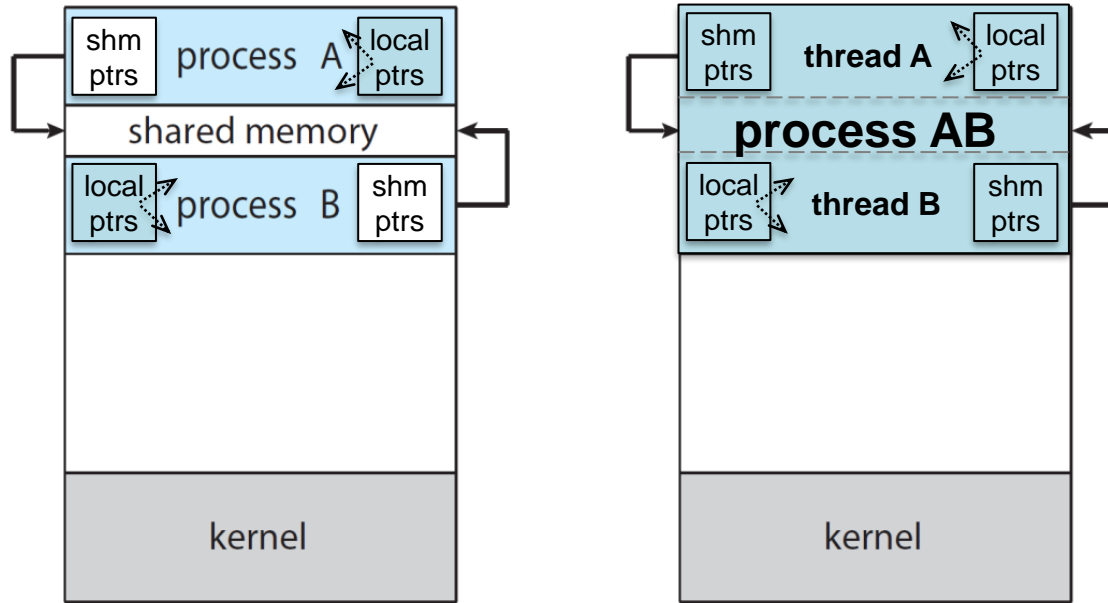 shm
ptrs
process A
local
ptrs
shared memory
local
ptrs
process B
shm
ptrs
kernel
shm
ptrs
thread A
local
ptrs
process AB
local
ptrs
thread B
shm
ptrs
kernel